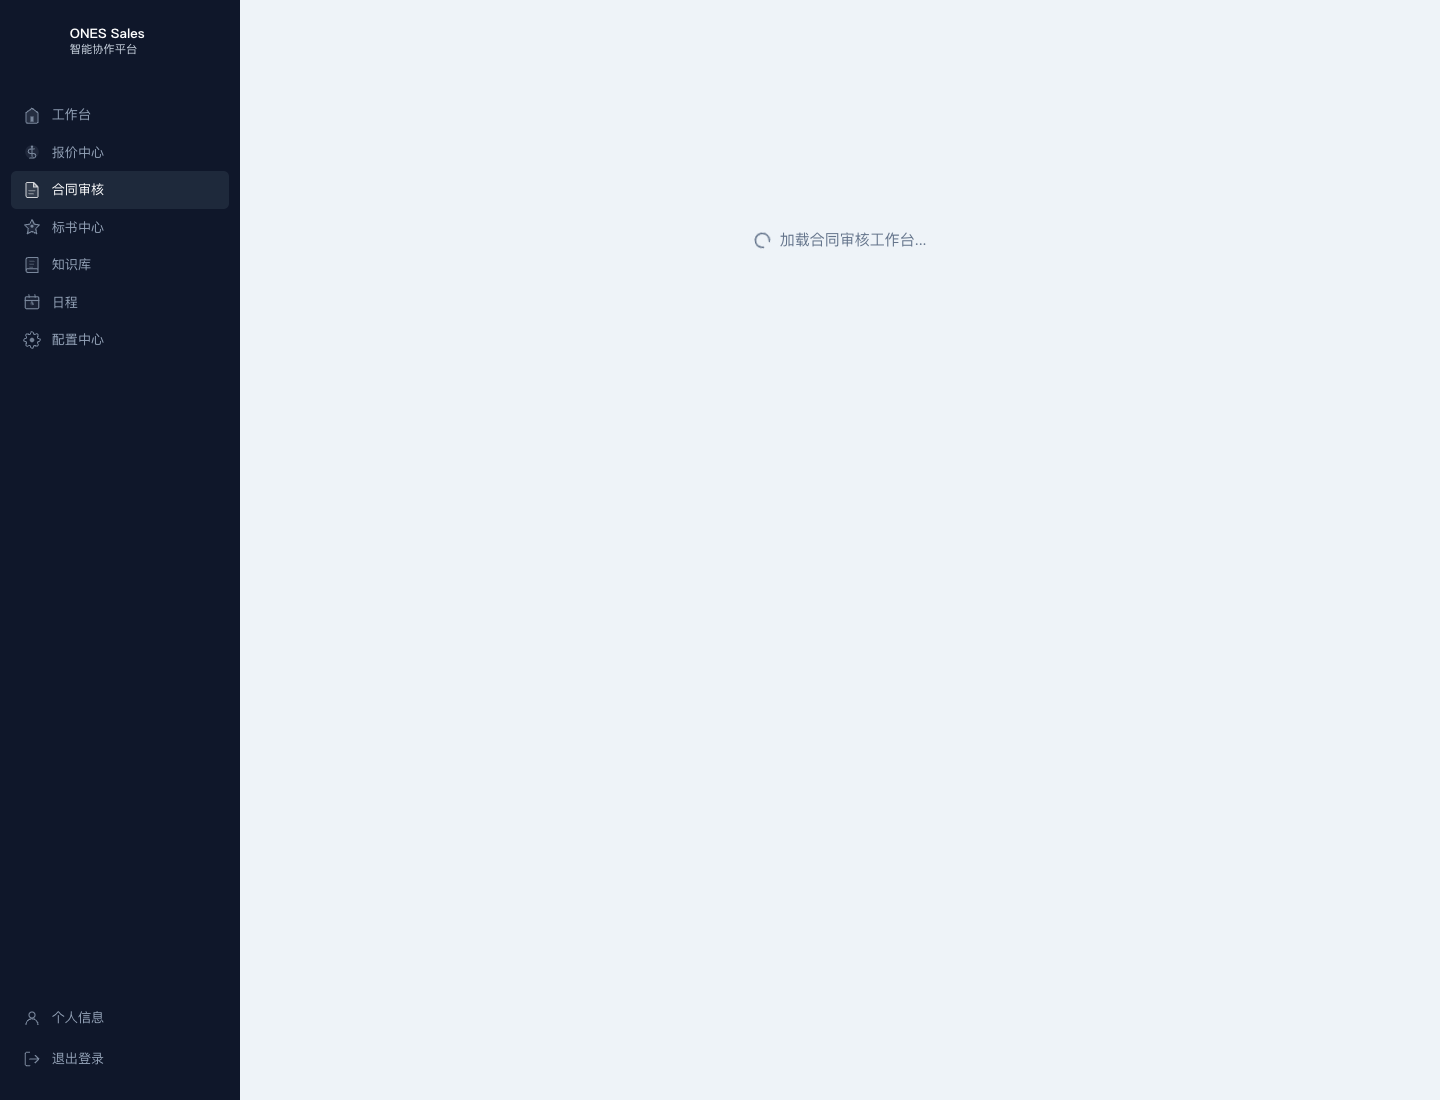 ONES Sales
智能协作平台
工作台
报价中心
合同审核
标书中心
知识库
日程
配置中心
加载合同审核工作台...
个人信息
退出登录